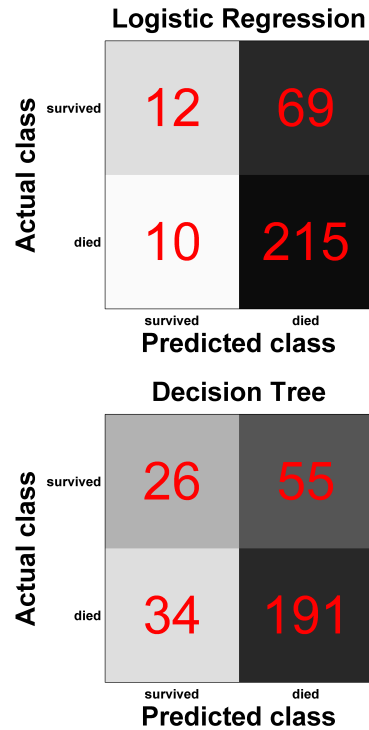 Logistic Regression
Actual class
survived
12
69
died
10
215
survived
died
Predicted class
Decision Tree
Actual class
survived
26
55
died
34
191
survived
died
Predicted class